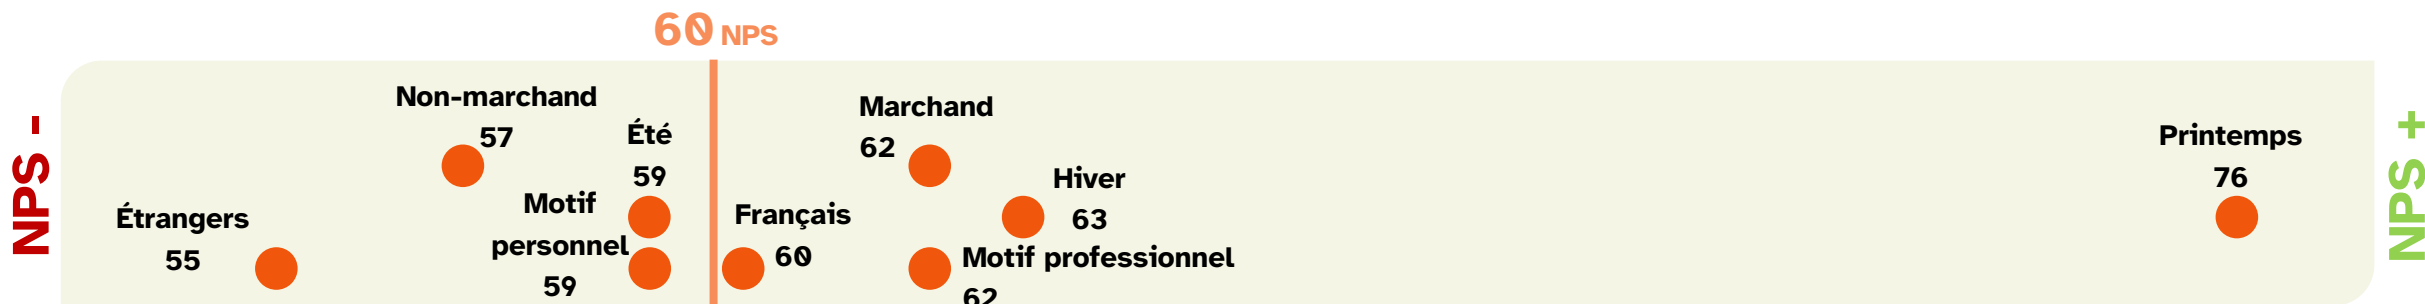 60 NPS
NPS -
Non-marchand
57
Été
59
Marchand
62
Printemps
76
NPS +
Hiver
63
Motif
personnel
59
Étrangers
55
Français
60
Motif professionnel
62